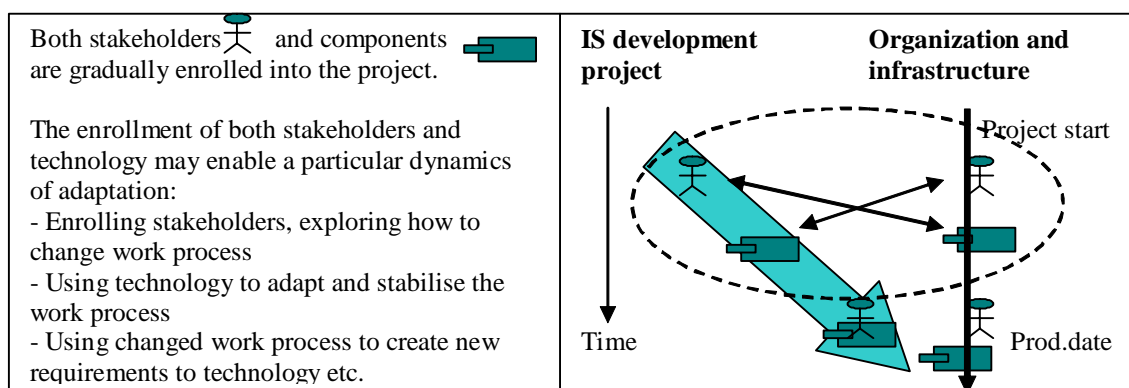 Both stakeholders and components
are gradually enrolled into the project.
The enrollment of both stakeholders and
technology may enable a particular dynamics
of adaptation:
- Enrolling stakeholders, exploring how to
change work process
- Using technology to adapt and stabilise the
work process
- Using changed work process to create new
requirements to technology etc.
IS development
project
Organization and
infrastructure
Project start
Time
Prod.date